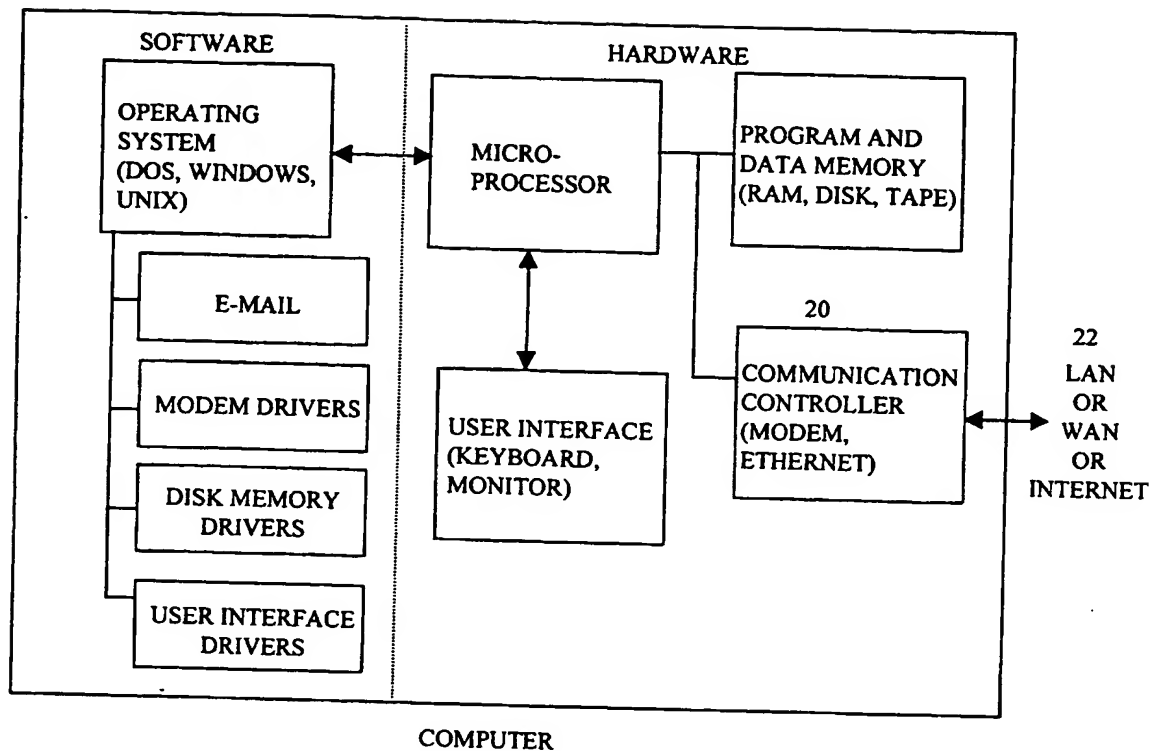 SOFTWARE
HARDWARE
OPERATING
SYSTEM
(DOS, WINDOWS,
UNIX)
MICRO-
PROCESSOR
PROGRAM AND
DATA MEMORY
(RAM, DISK, TAPE)
E-MAIL
MODEM DRIVERS
DISK MEMORY
DRIVERS
USER INTERFACE
DRIVERS
USER INTERFACE
(KEYBOARD,
MONITOR)
20
COMMUNICATION
CONTROLLER
(MODEM,
ETHERNET)
22
LAN
OR
WAN
OR
INTERNET
COMPUTER